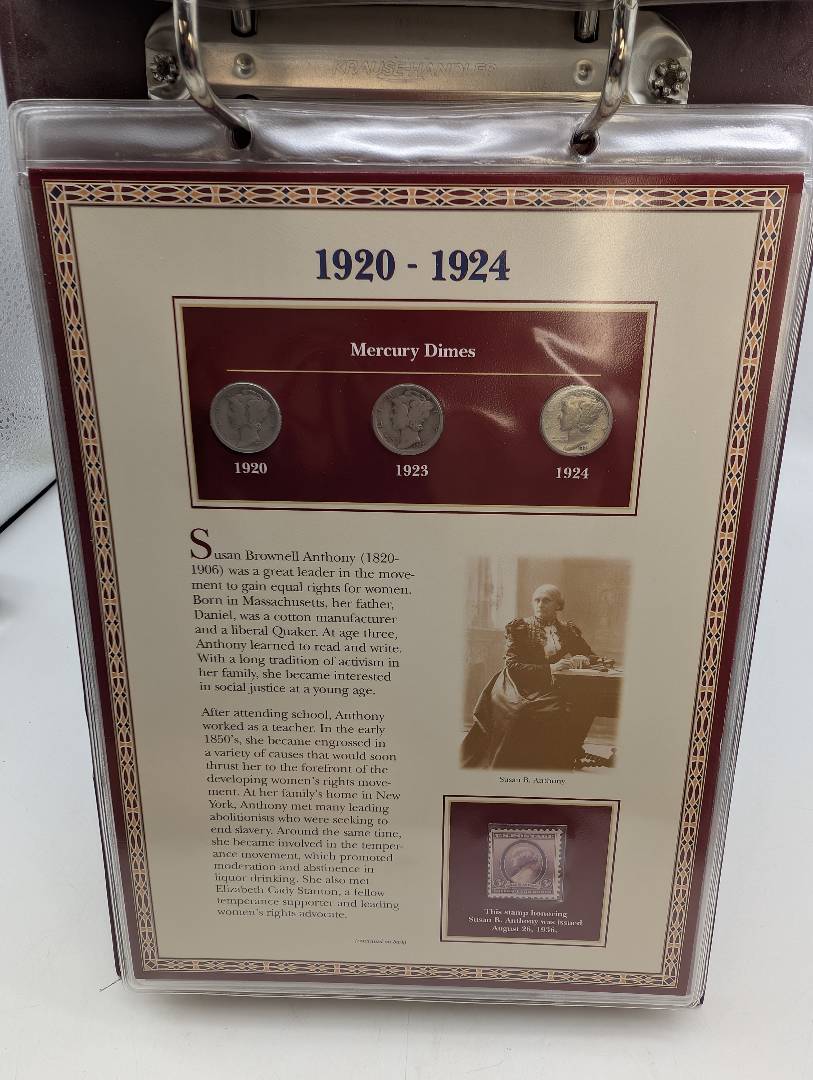 KRAUSE-HANDLER
1920 - 1924
Mercury Dimes
1920
1923
1924
Susan Brownell Anthony (1820-
1906) was a great leader in the move-
ment to gain equal rights for women.
Born in Massachusetts, her father,
Daniel, was a cotton manufacturer
and a liberal Quaker. At age three,
Anthony learned to read and write.
With a long tradition of activism in
her family, she became interested
in social justice at a young age.
After attending school, Anthony
worked as a teacher. In the early
1850's, she became engrossed in
a variety of causes that would soon
thrust her to the forefront of the
developing women's rights move-
ment. At her family's home in New
York, Anthony met many leading
abolitionists who were seeking to
end slavery. Around the same time,
she became involved in the temper-
ance movement, which promoted
moderation and abstinence in
liquor drinking. She also met
Elizabeth Cady Stanton, a fellow
temperance supporter and leading
women's rights advocate.
(continued on back)
Susan B. Anthony
U.S. POSTAGE
3¢ 3¢
This stamp honoring
Susan B. Anthony was issued
August 26, 1936.